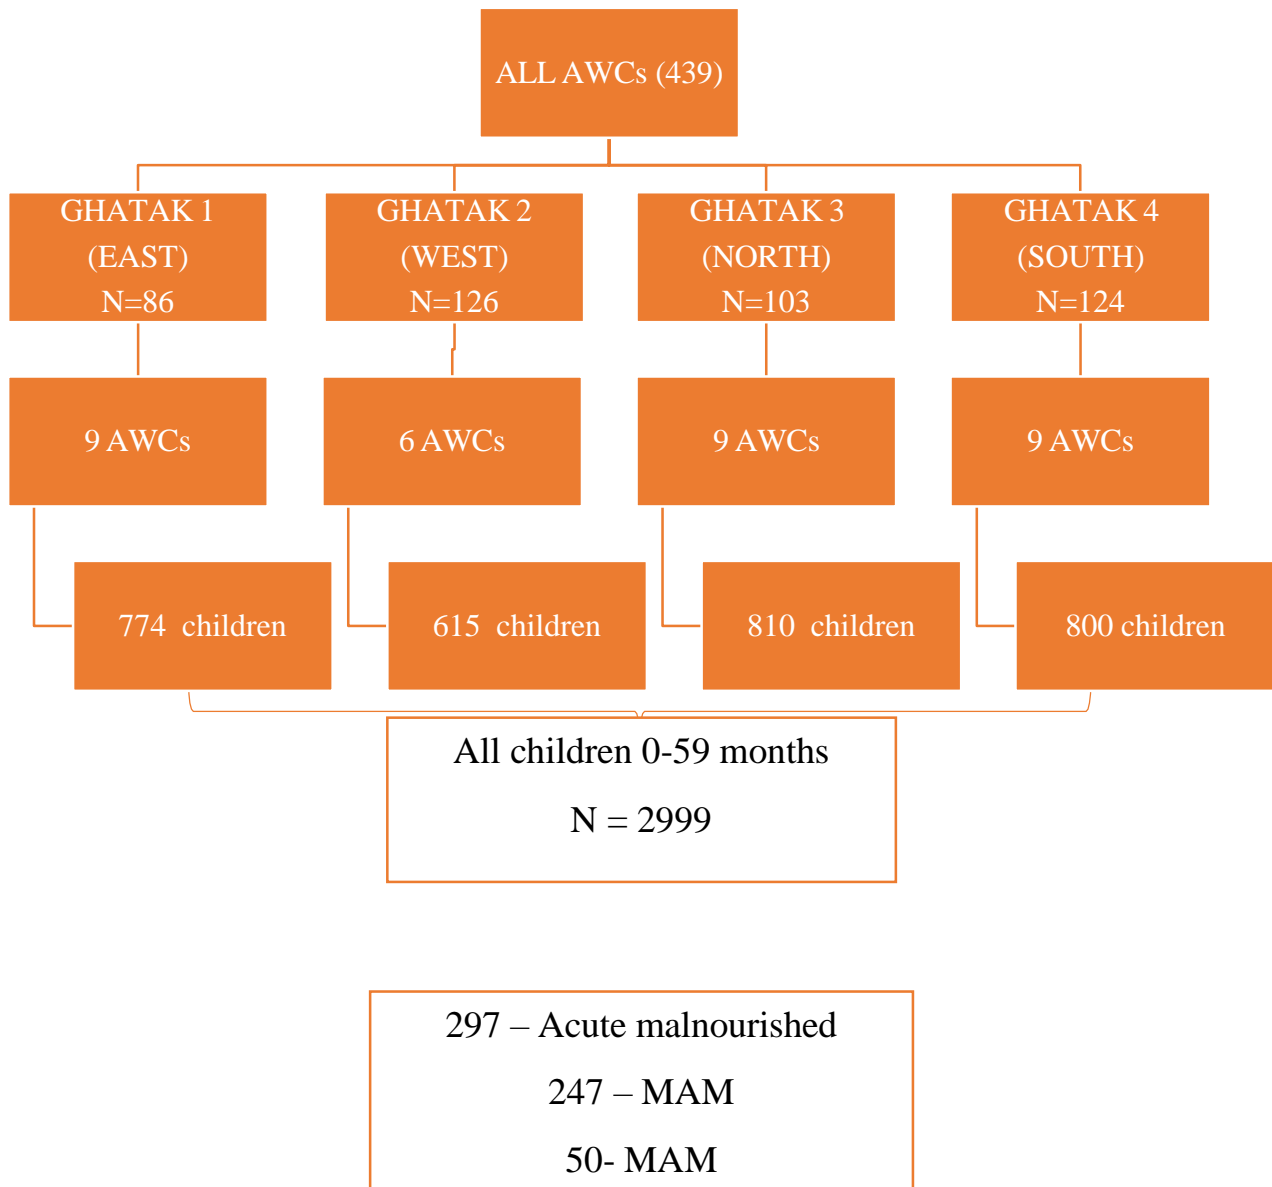 ALL AWCs (439)
GHATAK 1
(EAST)
N=86
GHATAK 2
(WEST)
N=126
GHATAK 3
(NORTH)
N=103
GHATAK 4
(SOUTH)
N=124
9 AWCs
6 AWCs
9 AWCs
9 AWCs
774 children
615 children
810 children
800 children
All children 0-59 months
N = 2999
297 – Acute malnourished
247 – MAM
50- MAM